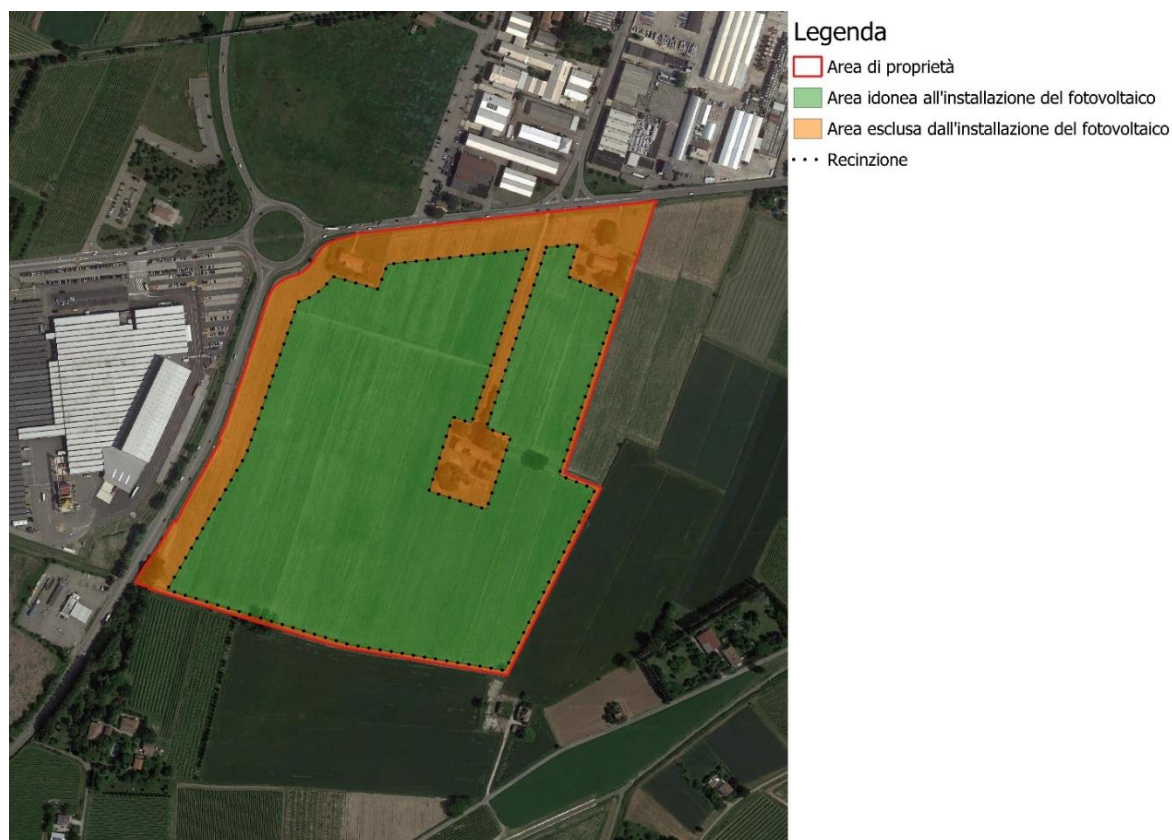 Legenda
Area di proprietà
Area idonea all'installazione del fotovoltaico
Area esclusa dall'installazione del fotovoltaico
Recinzione